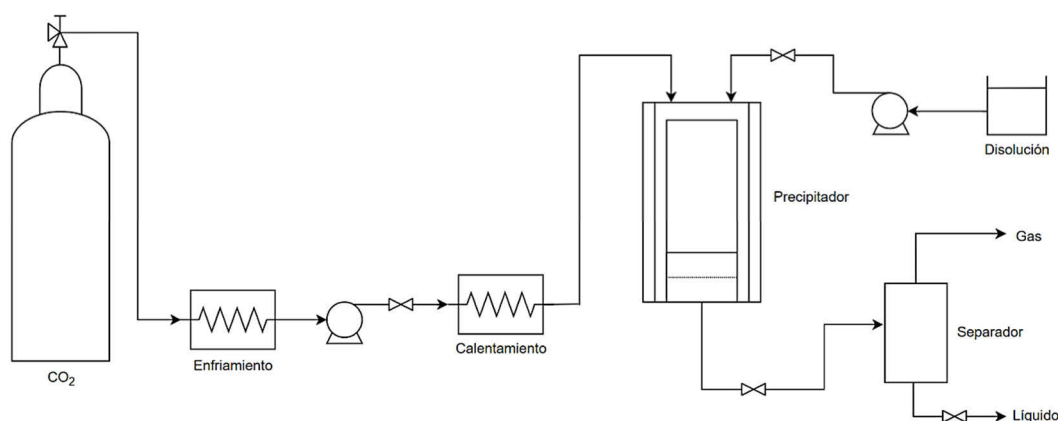 Disolución
Precipitador
Gas
Separador
Enfriamiento
Calentamiento
CO₂
Líquido